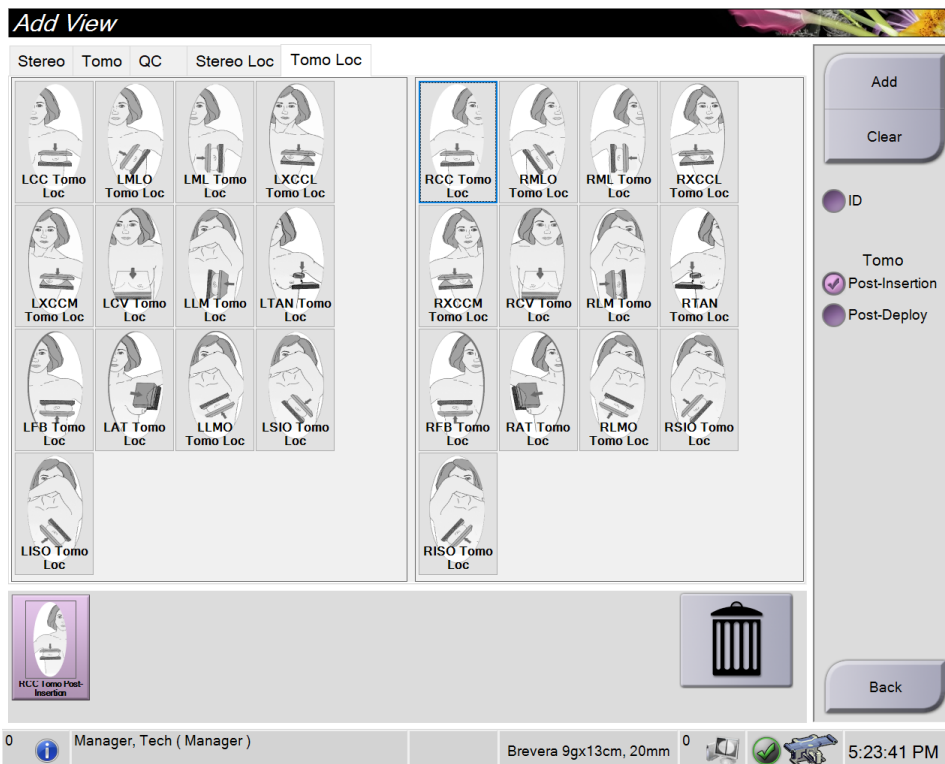 Add View
Stereo
Tomo
QC
Stereo Loc
Tomo Loc
LCC Tomo
Loc
LMLO
Tomo Loc
LML Tomo
Loc
LXCCL
Tomo Loc
RCC Tomo
Loc
RMLO
Tomo Loc
RML Tomo
Loc
RXCCL
Tomo Loc
LXCCM
Tomo Loc
LCV Tomo
Loc
LLM Tomo
Loc
LTAN Tomo
Loc
RXCCM
Tomo Loc
RCV Tomo
Loc
RLM Tomo
Loc
RTAN
Tomo Loc
LFB Tomo
Loc
LAT Tomo
Loc
LLMO
Tomo Loc
LSIO Tomo
Loc
RFB Tomo
Loc
RAT Tomo
Loc
RLMO
Tomo Loc
RSIO Tomo
Loc
LISO Tomo
Loc
RISO Tomo
Loc
Add
Clear
ID
Tomo
Post-Insertion
Post-Deploy
RCC Tomo Post-
Insertion
Back
0
Manager, Tech ( Manager )
Brevera 9gx13cm, 20mm
0
5:23:41 PM